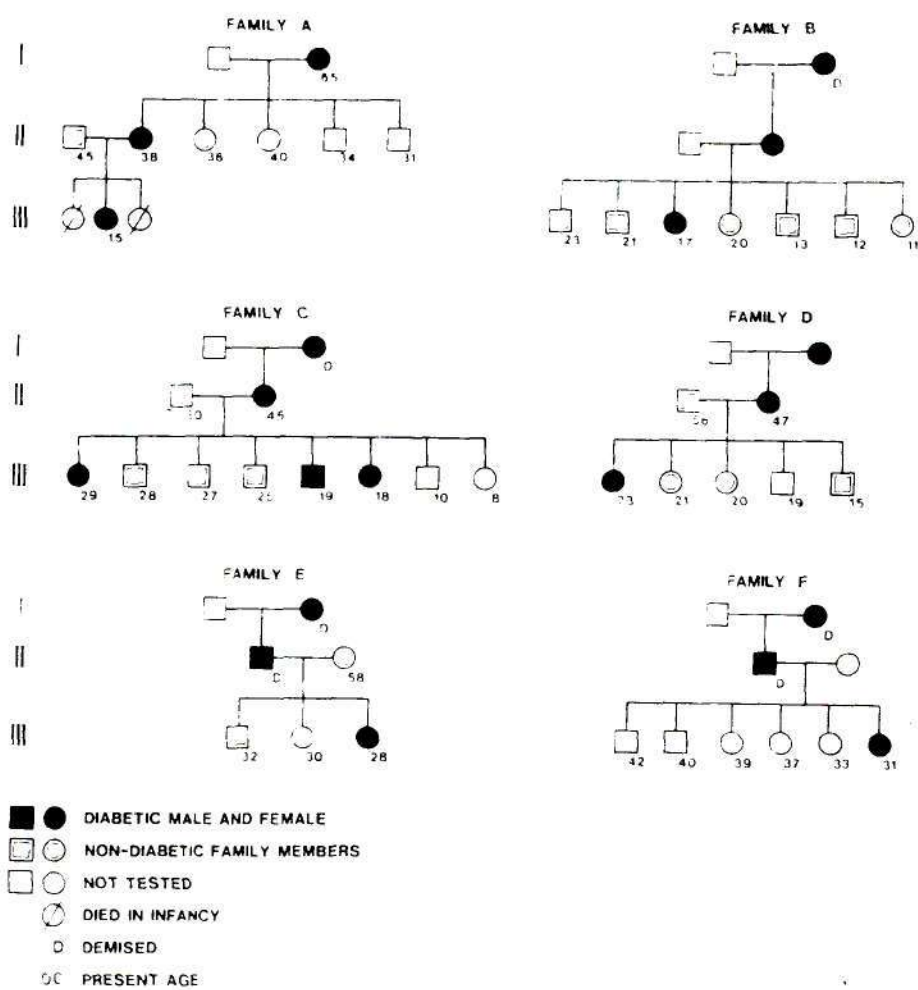 FAMILY A
FAMILY B
I
65
D
II
45 38 36 40 34 31
III
15
23 21 17 20 13 12 11
FAMILY C
FAMILY D
I
D
II
45
56 47
III
29 28 27 19 18 10 8
23 21 20 19 15
FAMILY E
FAMILY F
I
D
D
II
D 58
D
III
32 30 28
42 40 39 37 33 31
DIABETIC MALE AND FEMALE
NON-DIABETIC FAMILY MEMBERS
NOT TESTED
DIED IN INFANCY
D DEMISED
PRESENT AGE